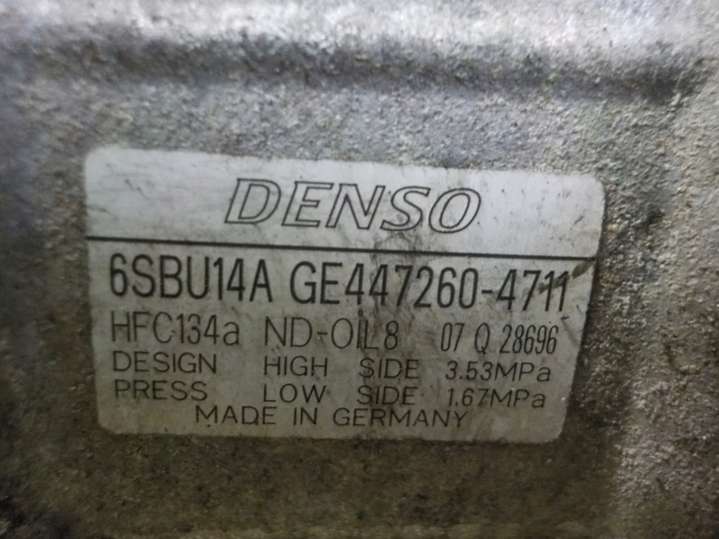 DENSO
6SBU14A GE447260-4711
HFC134a ND-OIL8 07 Q 28696
DESIGN HIGH SIDE 3.53MPa
PRESS LOW SIDE 1.67MPa
MADE IN GERMANY